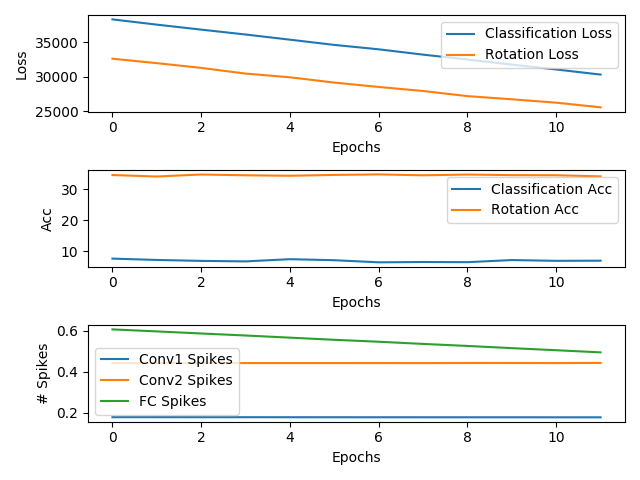 Classification Loss
Rotation Loss
35000
30000
25000
Loss
0 2 4 6 8 10
Epochs
Classification Acc
Rotation Acc
30
20
10
Acc
0 2 4 6 8 10
Epochs
0.6
0.4
0.2
# Spikes
Conv1 Spikes
Conv2 Spikes
FC Spikes
0 2 4 6 8 10
Epochs